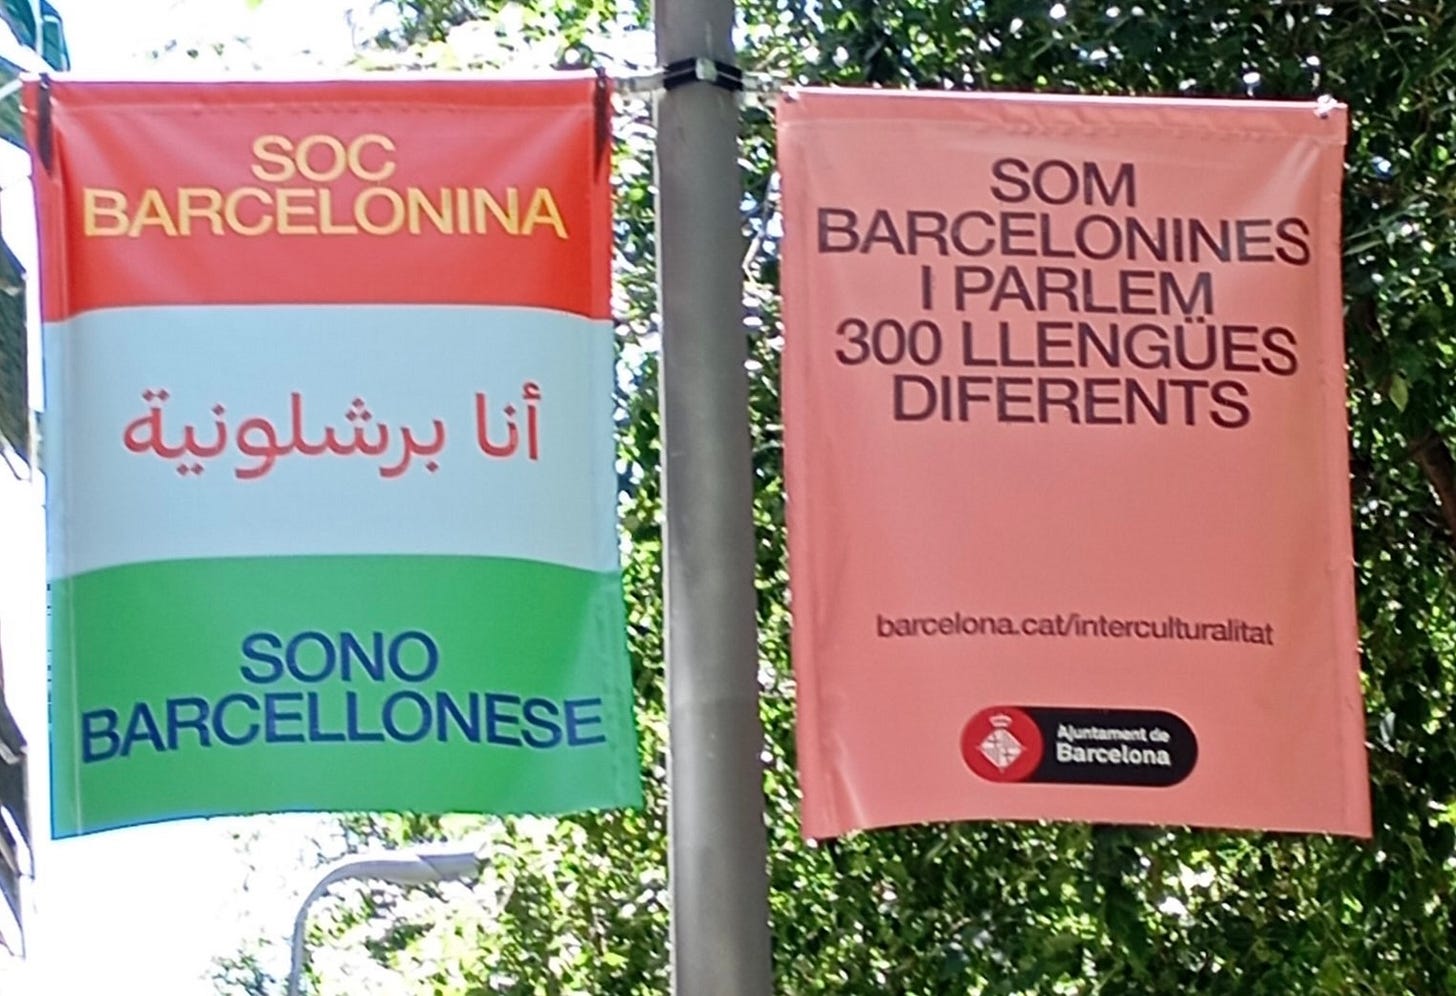 SOC
BARCELONINA
أنا برشلونية
SONO
BARCELLONESE
SOM
BARCELONINES
I PARLEM
300 LLENGÜES
DIFERENTS
barcelona.cat/interculturalitat
Ajuntament de
Barcelona